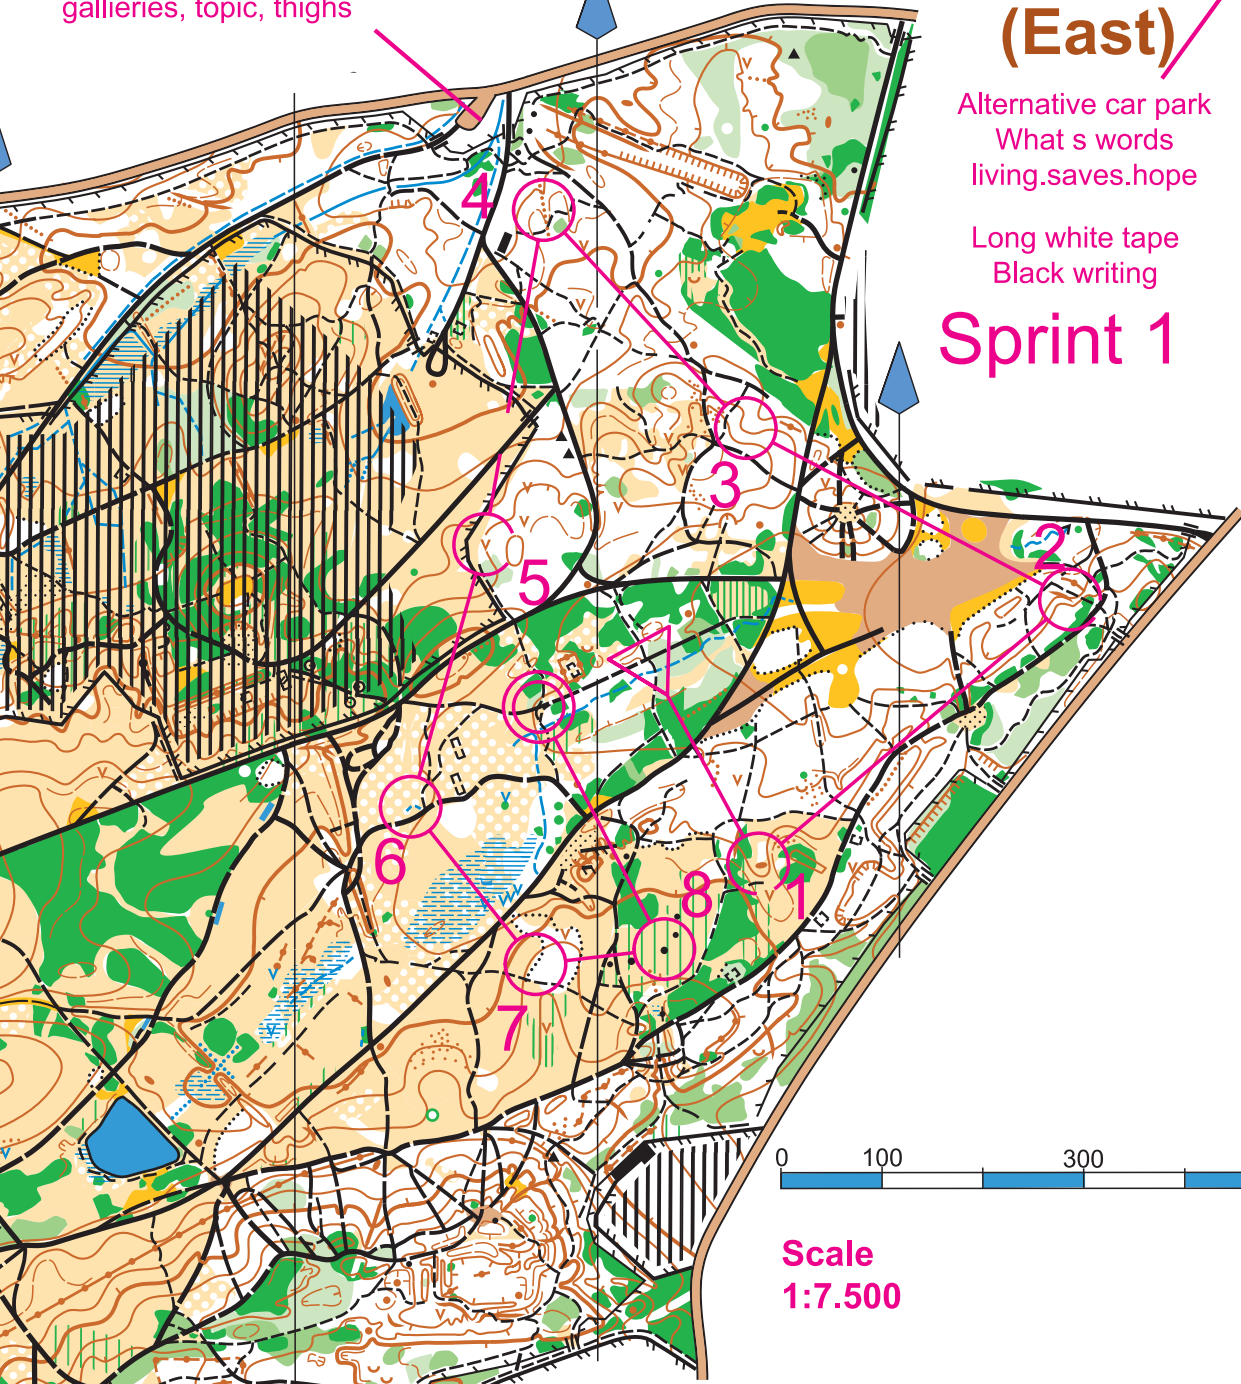 gallieries, topic, thighs
(East)
Alternative car park
What s words
living.saves.hope
Long white tape
Black writing
Sprint 1
4
3
2
5
6
8
1
7
0
100
300
Scale
1:7.500